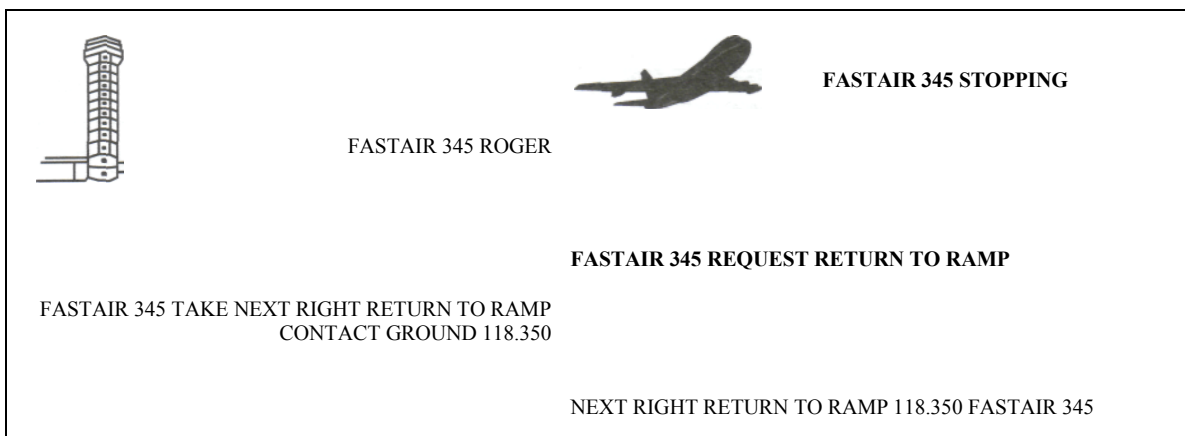 FASTAIR 345 STOPPING
FASTAIR 345 ROGER
FASTAIR 345 REQUEST RETURN TO RAMP
FASTAIR 345 TAKE NEXT RIGHT RETURN TO RAMP
CONTACT GROUND 118.350
NEXT RIGHT RETURN TO RAMP 118.350 FASTAIR 345